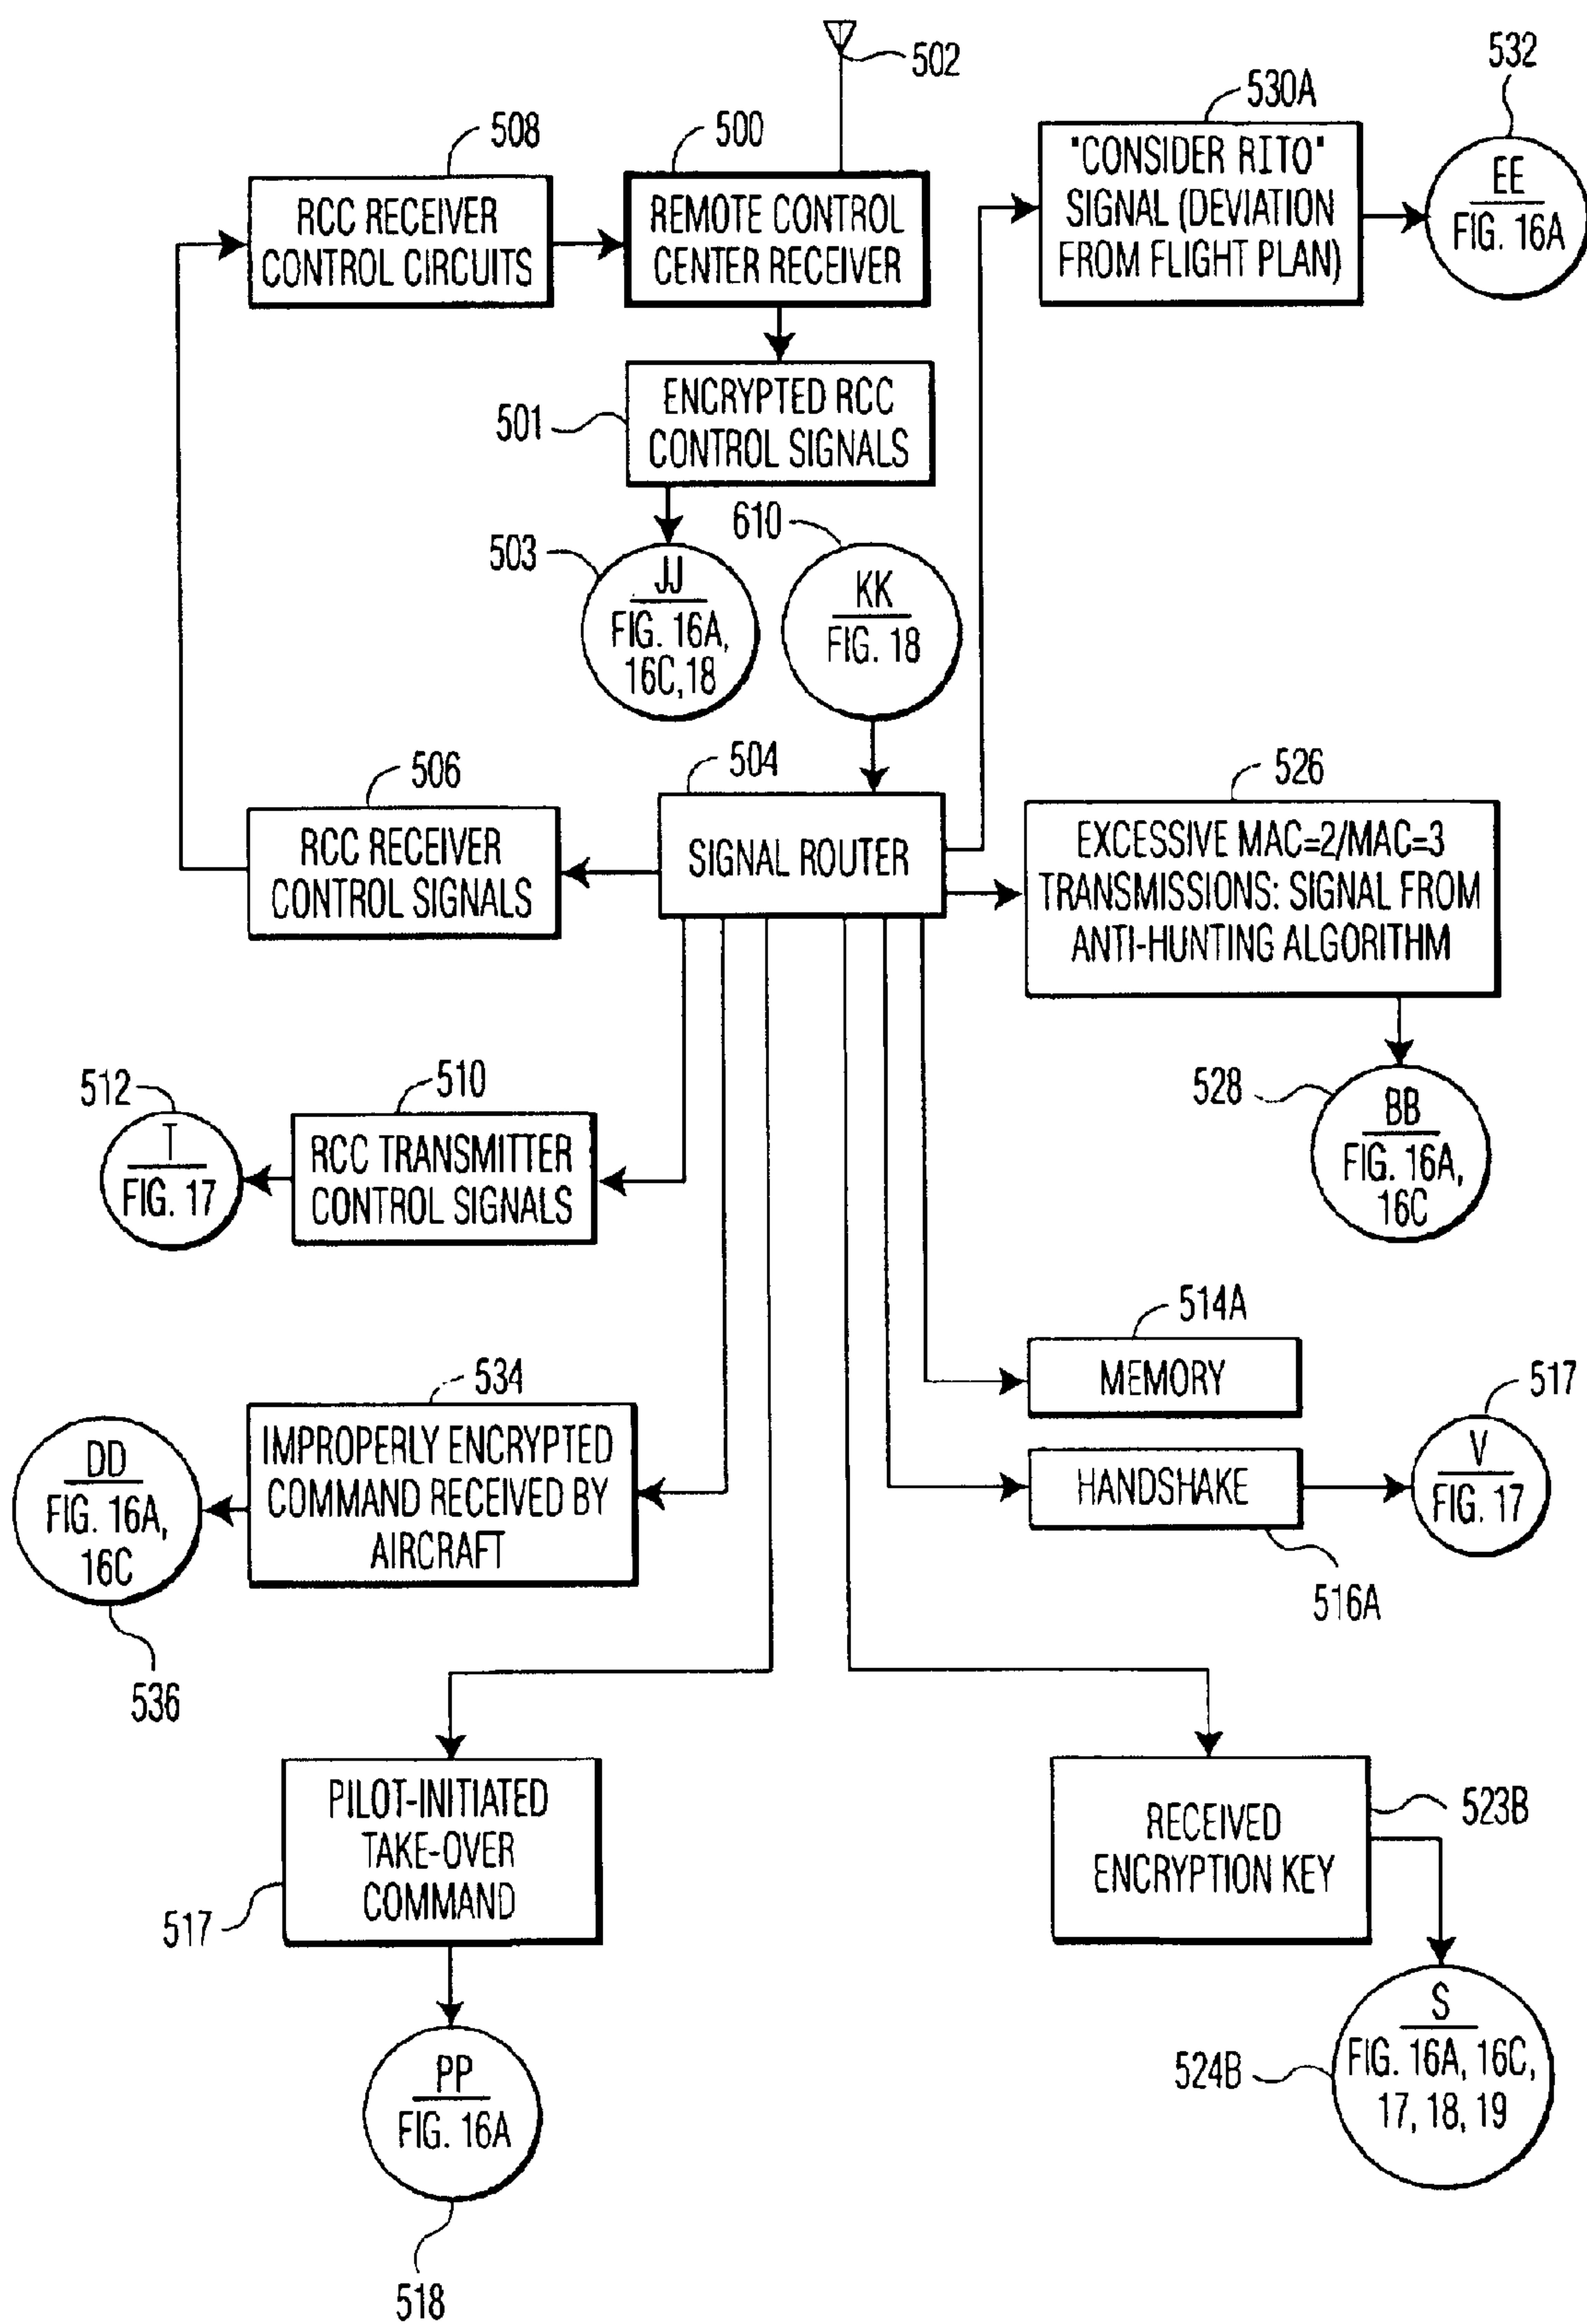 502
532
530A
508
500
"CONSIDER RITO"
SIGNAL (DEVIATION
FROM FLIGHT PLAN)
EE
FIG. 16A
RCC RECEIVER
CONTROL CIRCUITS
REMOTE CONTROL
CENTER RECEIVER
501
ENCRYPTED RCC
CONTROL SIGNALS
610
503
JJ
FIG. 16A,
16C, 18
KK
FIG. 18
506
504
526
RCC RECEIVER
CONTROL SIGNALS
SIGNAL ROUTER
EXCESSIVE MAC=2/MAC=3
TRANSMISSIONS: SIGNAL FROM
ANTI-HUNTING ALGORITHM
512
510
528
T
FIG. 17
RCC TRANSMITTER
CONTROL SIGNALS
BB
FIG. 16A,
16C
514A
MEMORY
534
517
DD
FIG. 16A,
16C
IMPROPERLY ENCRYPTED
COMMAND RECEIVED BY
AIRCRAFT
HANDSHAKE
V
FIG. 17
516A
536
PILOT-INITIATED
TAKE-OVER
COMMAND
517
RECEIVED
ENCRYPTION KEY
523B
PP
FIG. 16A
518
524B
S
FIG. 16A, 16C,
17, 18, 19